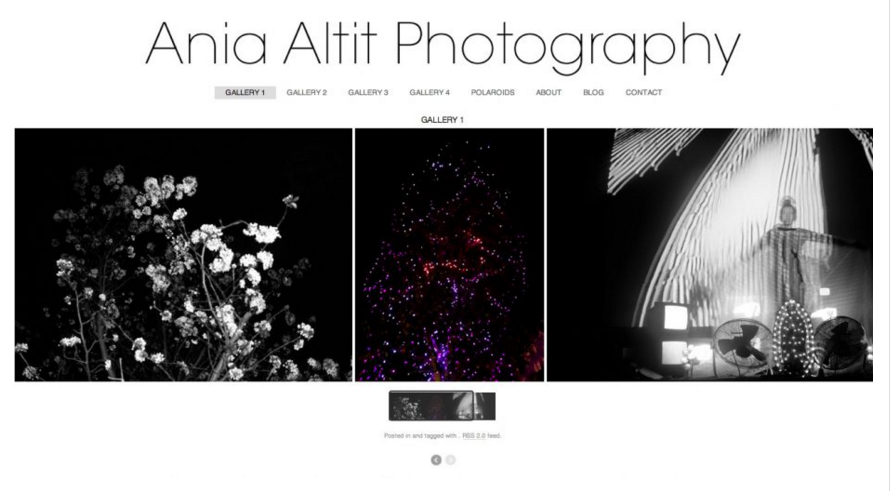 Ania Altit Photography
GALLERY 1 GALLERY 2 GALLERY 3 GALLERY 4 POLAROIDS ABOUT BLOG CONTACT
GALLERY 1
Posted in and tagged with . RSS 2.0 feed.